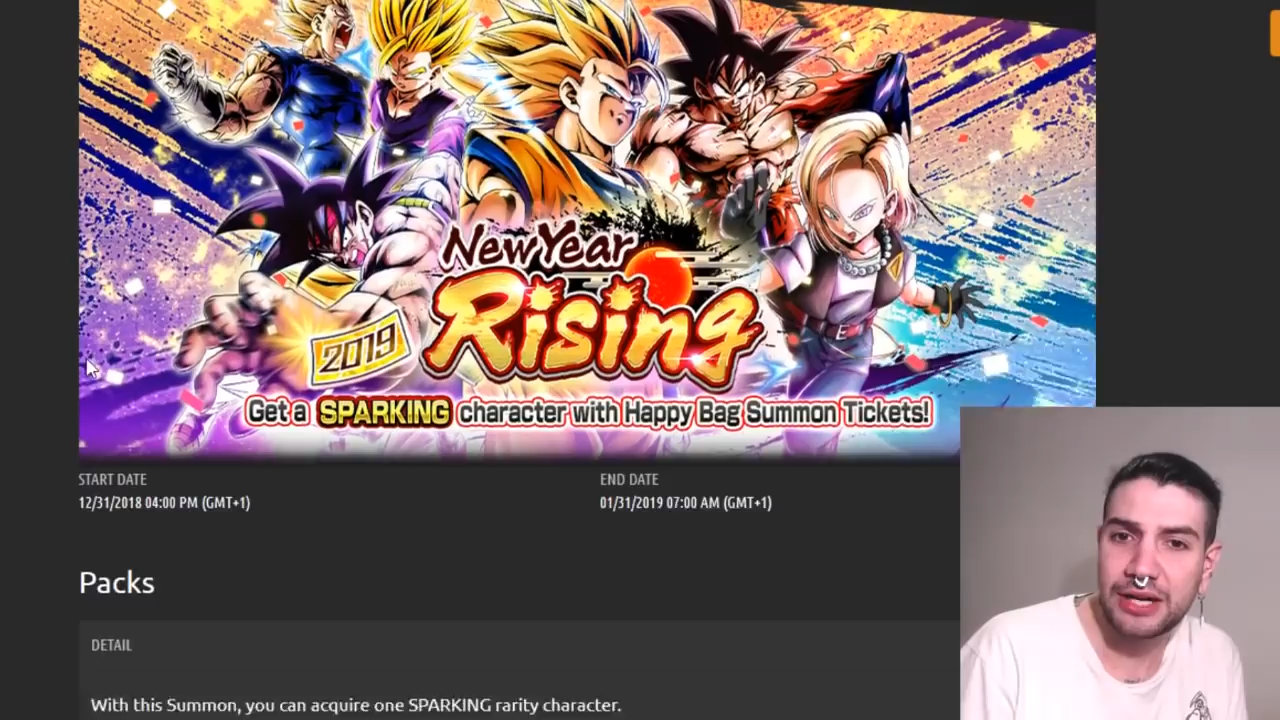 New Year
Rising
2019
Get a SPARKING character with Happy Bag Summon Tickets!
START DATE
END DATE
12/31/2018 04:00 PM (GMT+1)
01/31/2019 07:00 AM (GMT+1)
Packs
DETAIL
With this Summon, you can acquire one SPARKING rarity character.